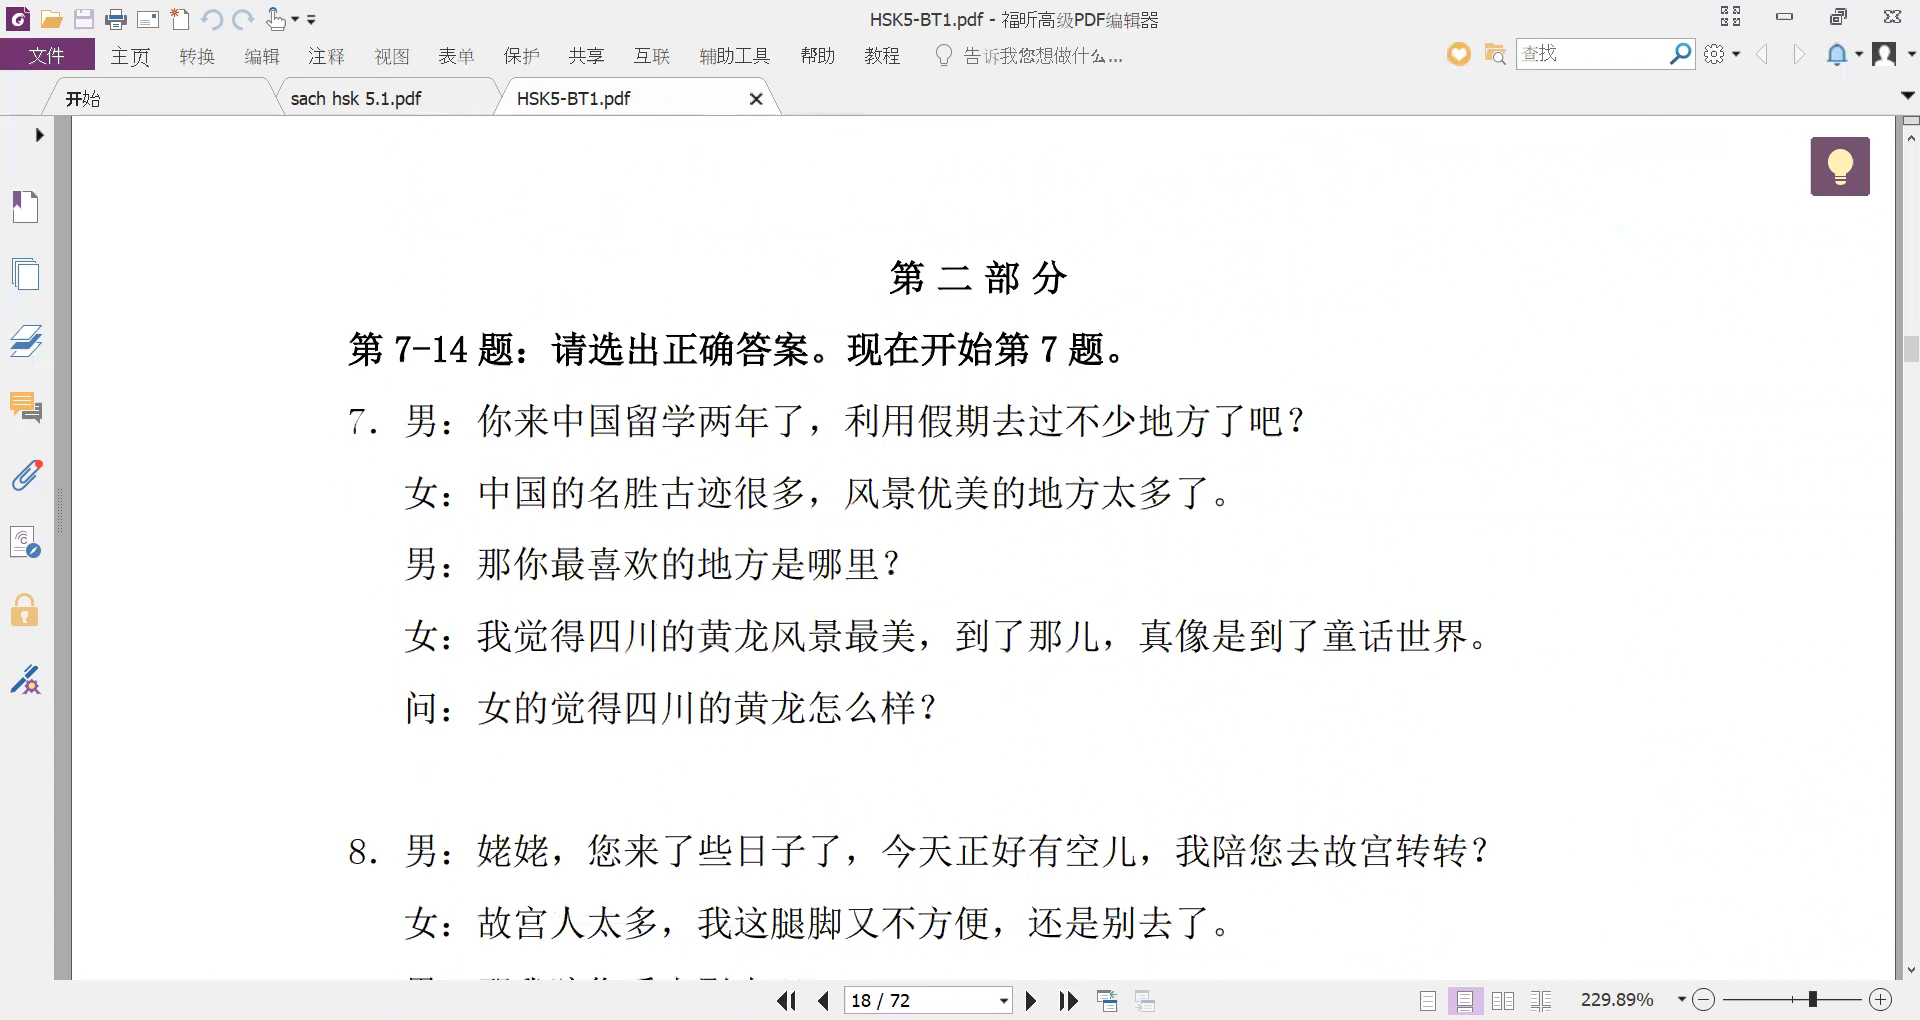 HSK5-BT1.pdf - 福昕高级PDF编辑器
文件 主页 转换 编辑 注释 视图 表单 保护 共享 互联 辅助工具 帮助 教程 告诉我您想做什么... 查找
开始 sach hsk 5.1.pdf HSK5-BT1.pdf
第二部分
第 7-14 题：请选出正确答案。现在开始第 7 题。
7. 男：你来中国留学两年了，利用假期去过不少地方了吧？
女：中国的名胜古迹很多，风景优美的地方太多了。
男：那你最喜欢的地方是哪里？
女：我觉得四川的黄龙风景最美，到了那儿，真像是到了童话世界。
问：女的觉得四川的黄龙怎么样？
8. 男：姥姥，您来了些日子了，今天正好有空儿，我陪您去故宫转转？
女：故宫人太多，我这腿脚又不方便，还是别去了。
18 / 72 229.89%